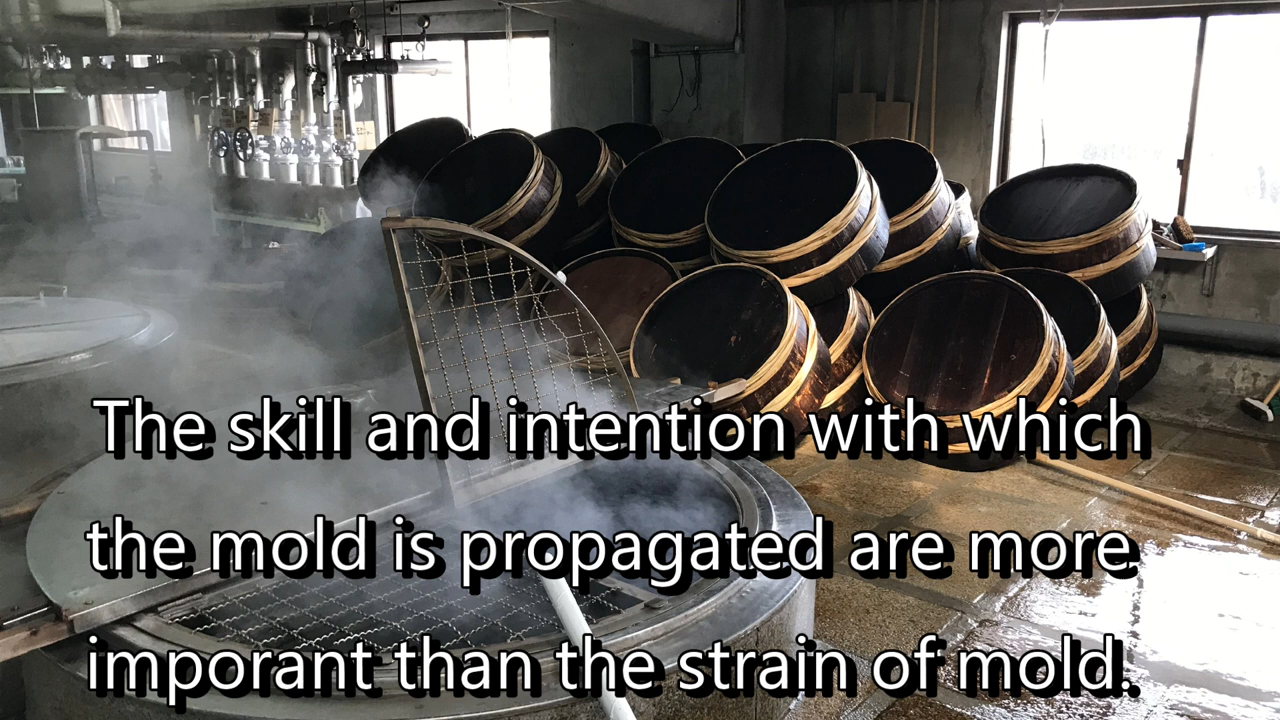 The skill and intention with which
the mold is propagated are more
imporant than the strain of mold.